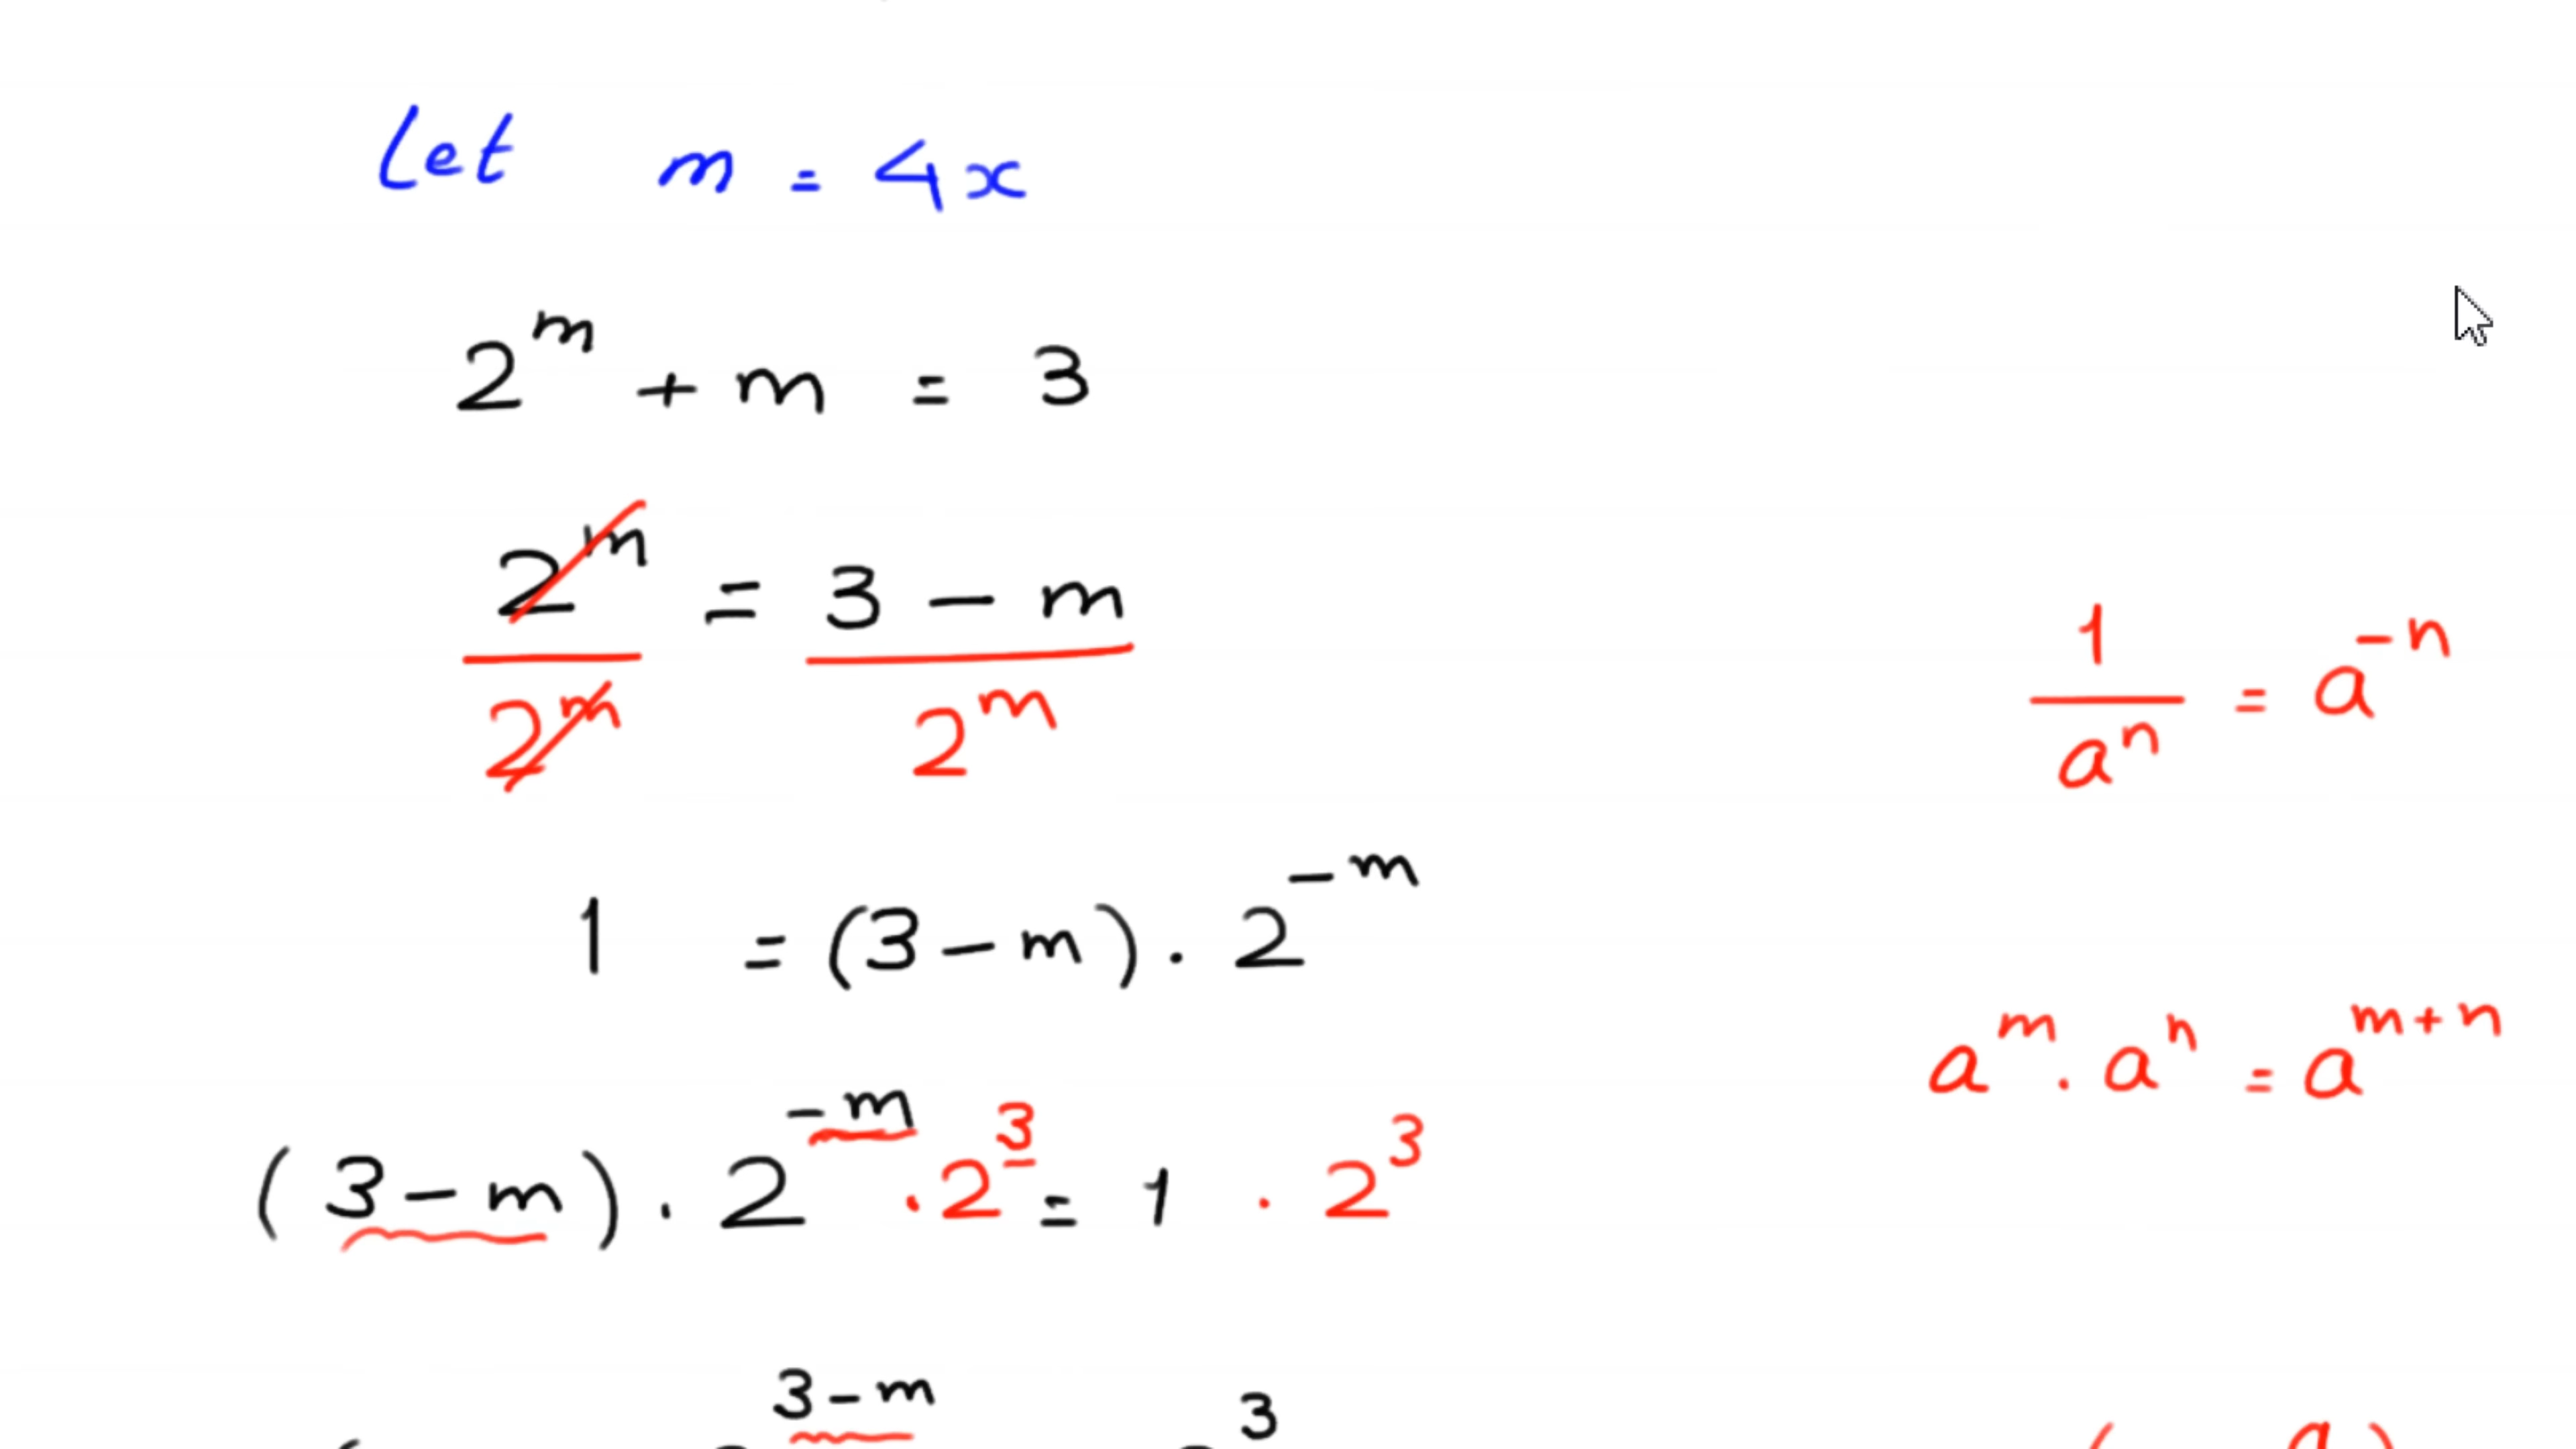 Let m = 4x
2^m + m = 3
2^m / 2^m = (3 - m) / 2^m
1 / a^n = a^-n
1 = (3 - m) . 2^-m
a^m . a^n = a^m+n
(3 - m) . 2^-m . 2^3 = 1 . 2^3
3 - m 3